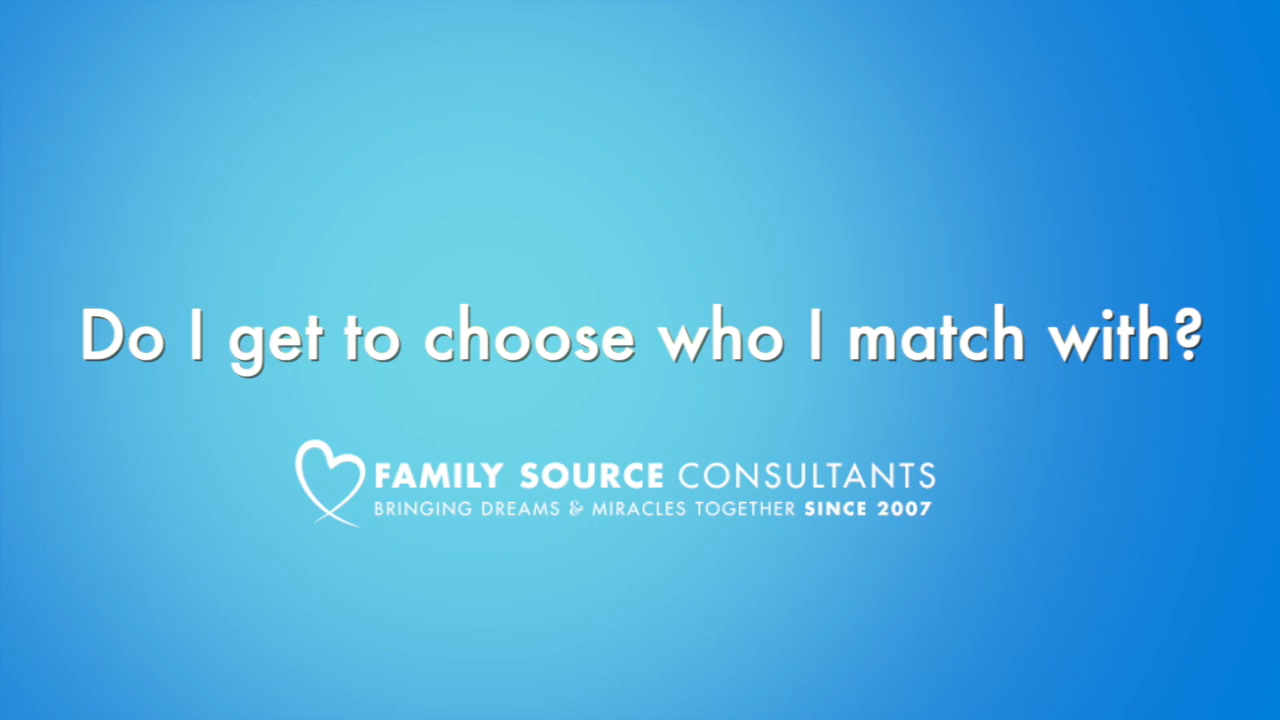 Do I get to choose who I match with?
FAMILY SOURCE CONSULTANTS
BRINGING DREAMS & MIRACLES TOGETHER SINCE 2007